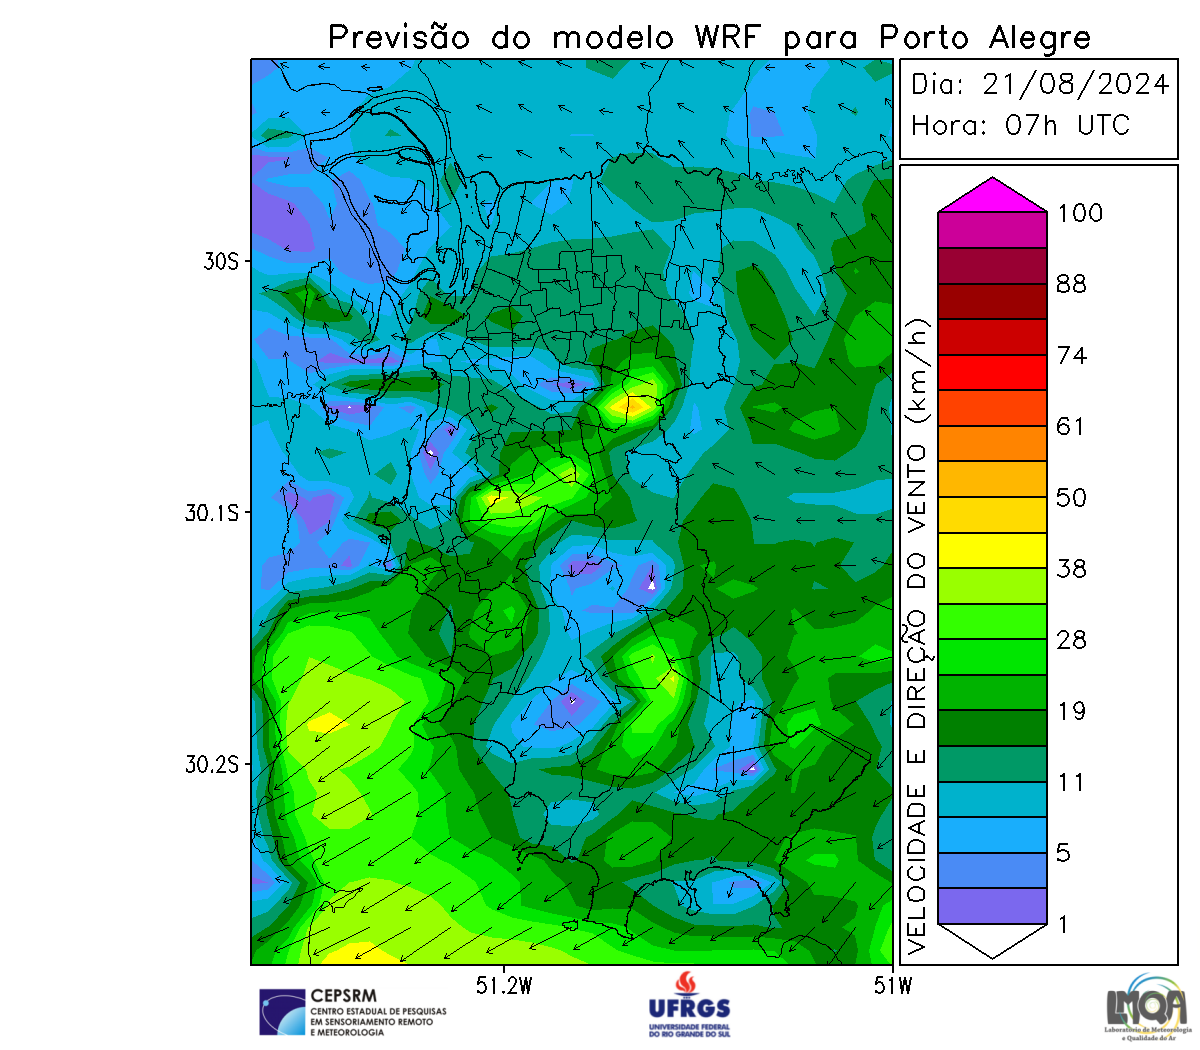 Previsão do modelo WRF para Porto Alegre
Dia: 21/08/2024
Hora: 07h UTC
100
88
74
61
50
38
28
19
11
5
1
VELOCIDADE E DIREÇÃO DO VENTO (km/h)
30S
30.1S
30.2S
51.2W
51W
CEPSRM
CENTRO ESTADUAL DE PESQUISAS
EM SENSORIAMENTO REMOTO
E METEOROLOGIA
UFRGS
UNIVERSIDADE FEDERAL
DO RIO GRANDE DO SUL
LMQA
Laboratório de Meteorologia
e Qualidade do Ar